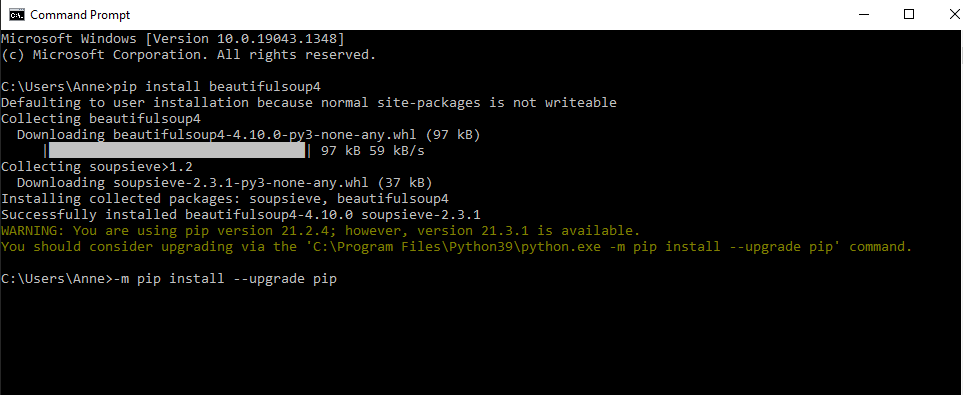 Command Prompt
Microsoft Windows [Version 10.0.19043.1348]
(c) Microsoft Corporation. All rights reserved.
C:\Users\Anne>pip install beautifulsoup4
Defaulting to user installation because normal site-packages is not writeable
Collecting beautifulsoup4
  Downloading beautifulsoup4-4.10.0-py3-none-any.whl (97 kB)
     |████████████████████████████████| 97 kB 59 kB/s
Collecting soupsieve>1.2
  Downloading soupsieve-2.3.1-py3-none-any.whl (37 kB)
Installing collected packages: soupsieve, beautifulsoup4
Successfully installed beautifulsoup4-4.10.0 soupsieve-2.3.1
WARNING: You are using pip version 21.2.4; however, version 21.3.1 is available.
You should consider upgrading via the 'C:\Program Files\Python39\python.exe -m pip install --upgrade pip' command.
C:\Users\Anne>-m pip install --upgrade pip